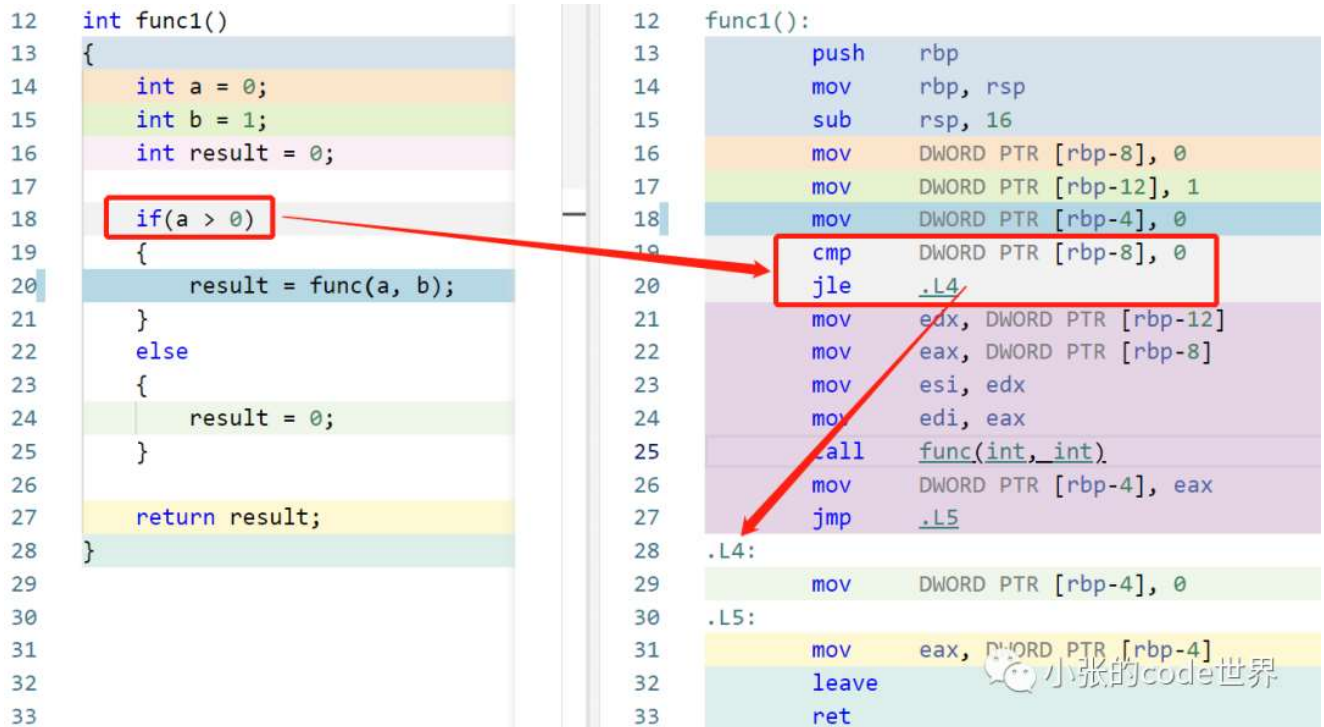 12 int func1()
13 {
14 int a = 0;
15 int b = 1;
16 int result = 0;
17
18 if(a > 0)
19 {
20 result = func(a, b);
21 }
22 else
23 {
24 result = 0;
25 }
26
27 return result;
28 }
29
30
31
32
33
12 func1():
13 push rbp
14 mov rbp, rsp
15 sub rsp, 16
16 mov DWORD PTR [rbp-8], 0
17 mov DWORD PTR [rbp-12], 1
18 mov DWORD PTR [rbp-4], 0
19 cmp DWORD PTR [rbp-8], 0
20 jle .L4
21 mov edx, DWORD PTR [rbp-12]
22 mov eax, DWORD PTR [rbp-8]
23 mov esi, edx
24 mov edi, eax
25 call func(int, int)
26 mov DWORD PTR [rbp-4], eax
27 jmp .L5
28 .L4:
29 mov DWORD PTR [rbp-4], 0
30 .L5:
31 mov eax, DWORD PTR [rbp-4]
32 leave
33 ret
小张的code世界